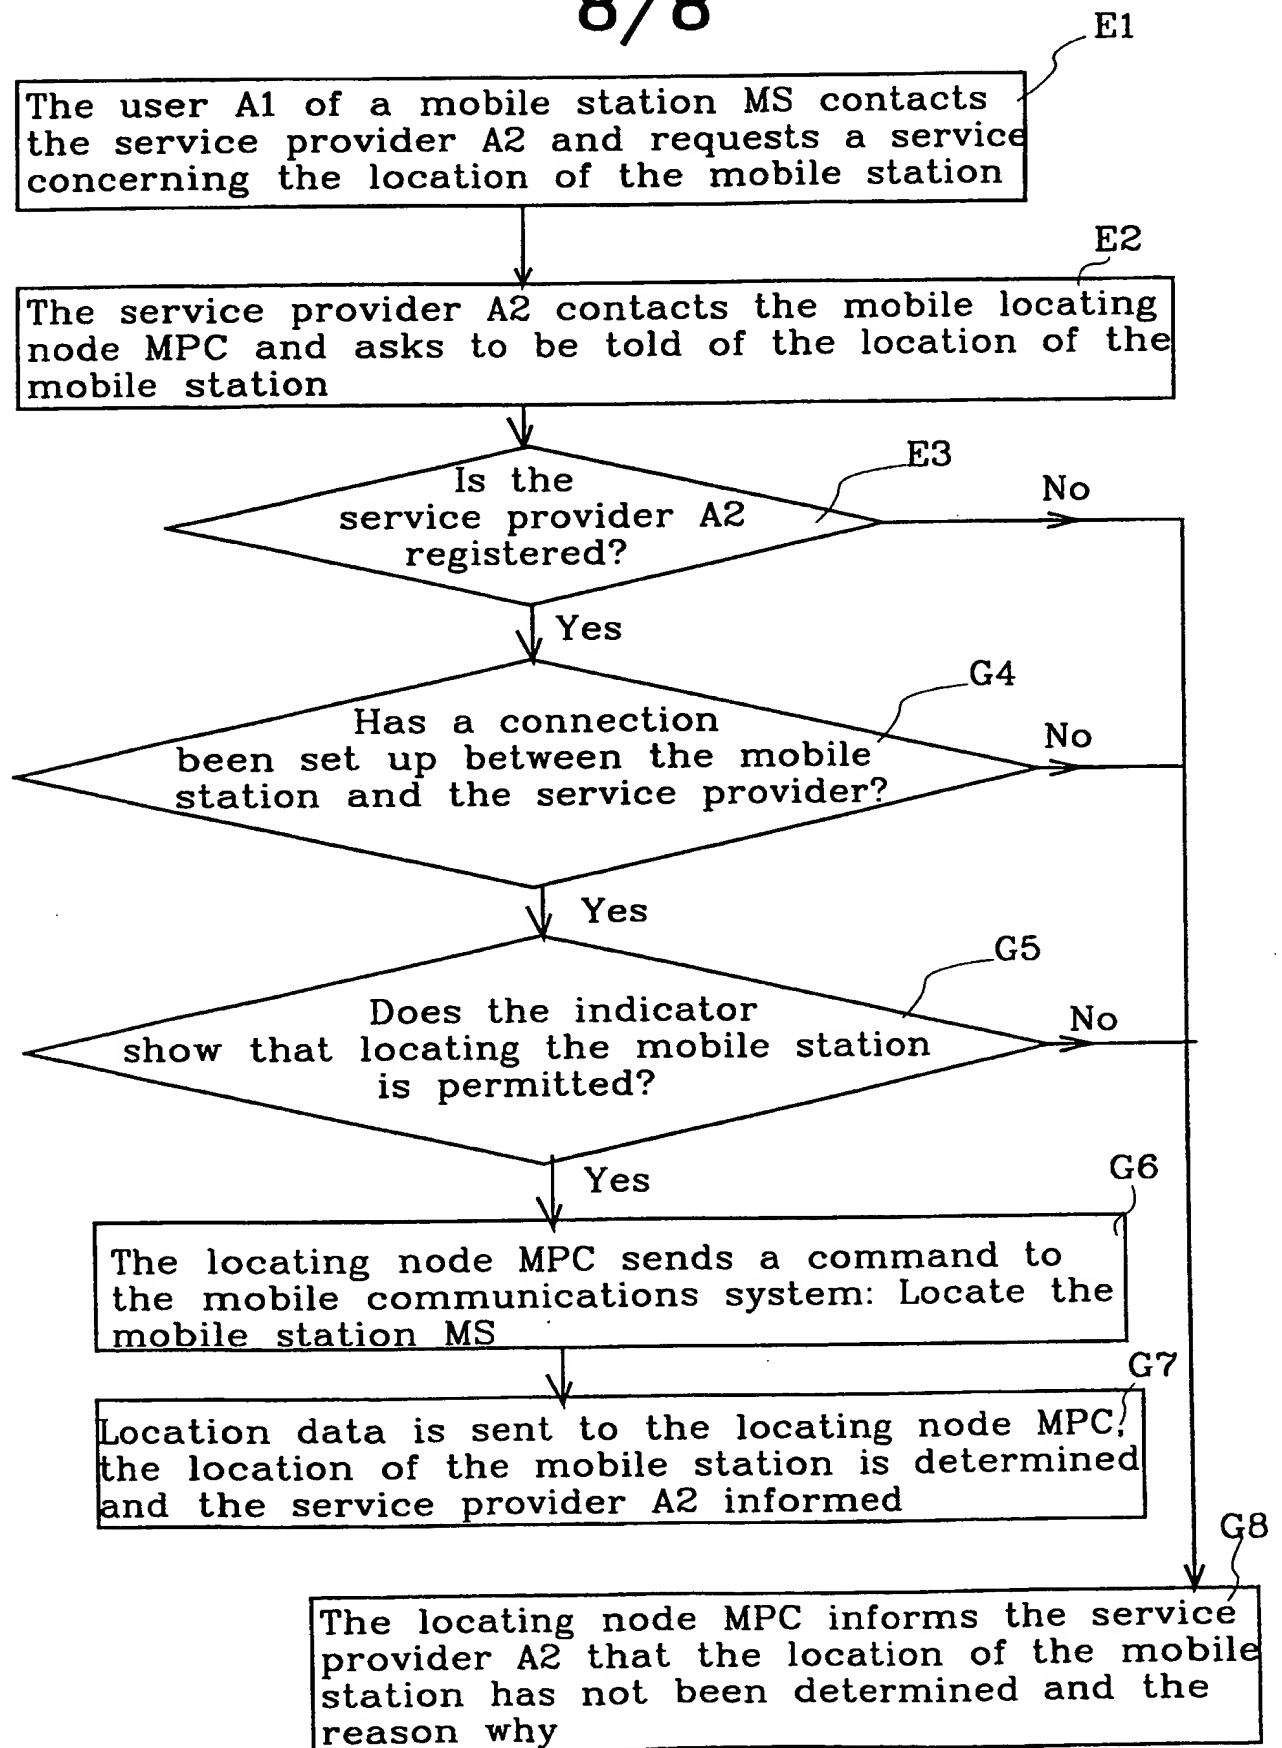 8/8
E1
The user A1 of a mobile station MS contacts
the service provider A2 and requests a service
concerning the location of the mobile station
E2
The service provider A2 contacts the mobile locating
node MPC and asks to be told of the location of the
mobile station
E3
Is the
service provider A2
registered?
No
Yes
G4
Has a connection
been set up between the mobile
station and the service provider?
No
Yes
G5
Does the indicator
show that locating the mobile station
is permitted?
No
Yes
G6
The locating node MPC sends a command to
the mobile communications system: Locate the
mobile station MS
G7
Location data is sent to the locating node MPC,
the location of the mobile station is determined
and the service provider A2 informed
G8
The locating node MPC informs the service
provider A2 that the location of the mobile
station has not been determined and the
reason why